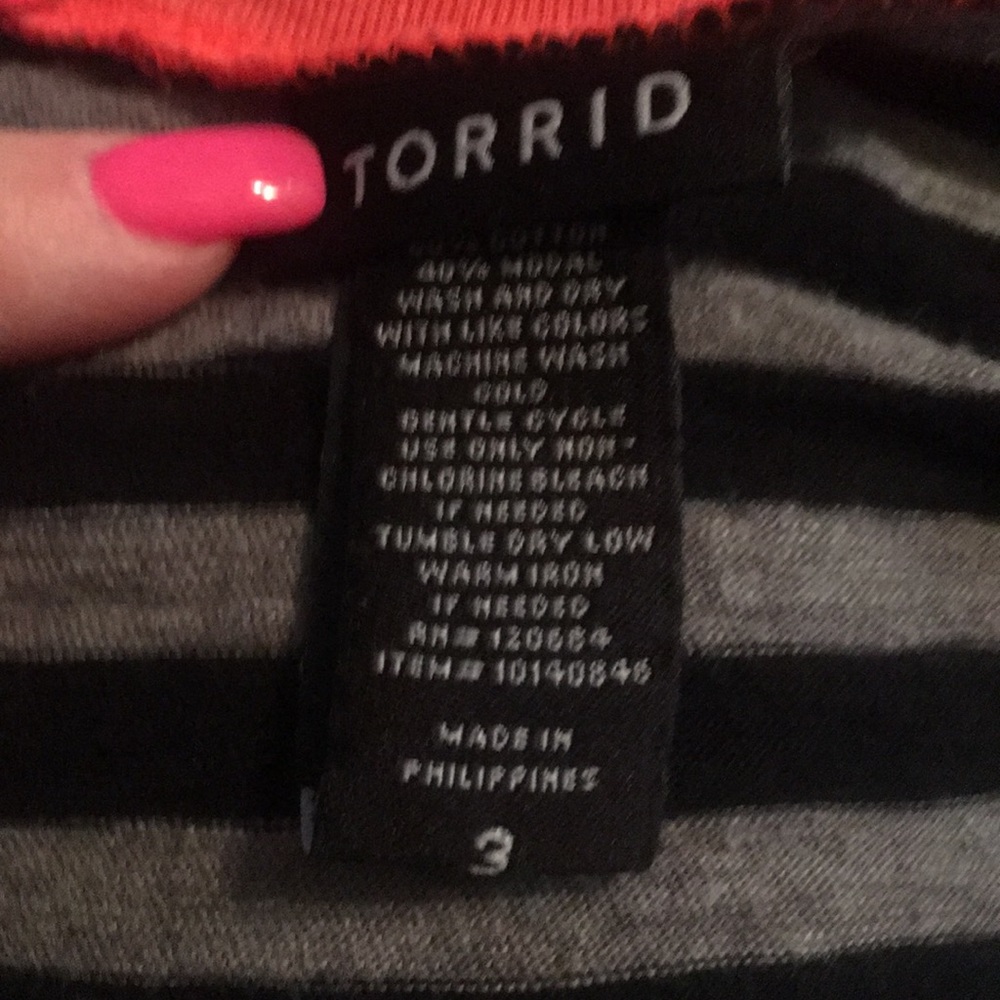 TORRID
COTTON
40% MODAL
WASH AND DRY
WITH LIKE COLORS
MACHINE WASH
COLD
GENTLE CYCLE
USE ONLY NON-
CHLORINE BLEACH
IF NEEDED
TUMBLE DRY LOW
WARM IRON
IF NEEDED
RN# 120684
ITEM# 10140846
MADE IN
PHILIPPINES
3